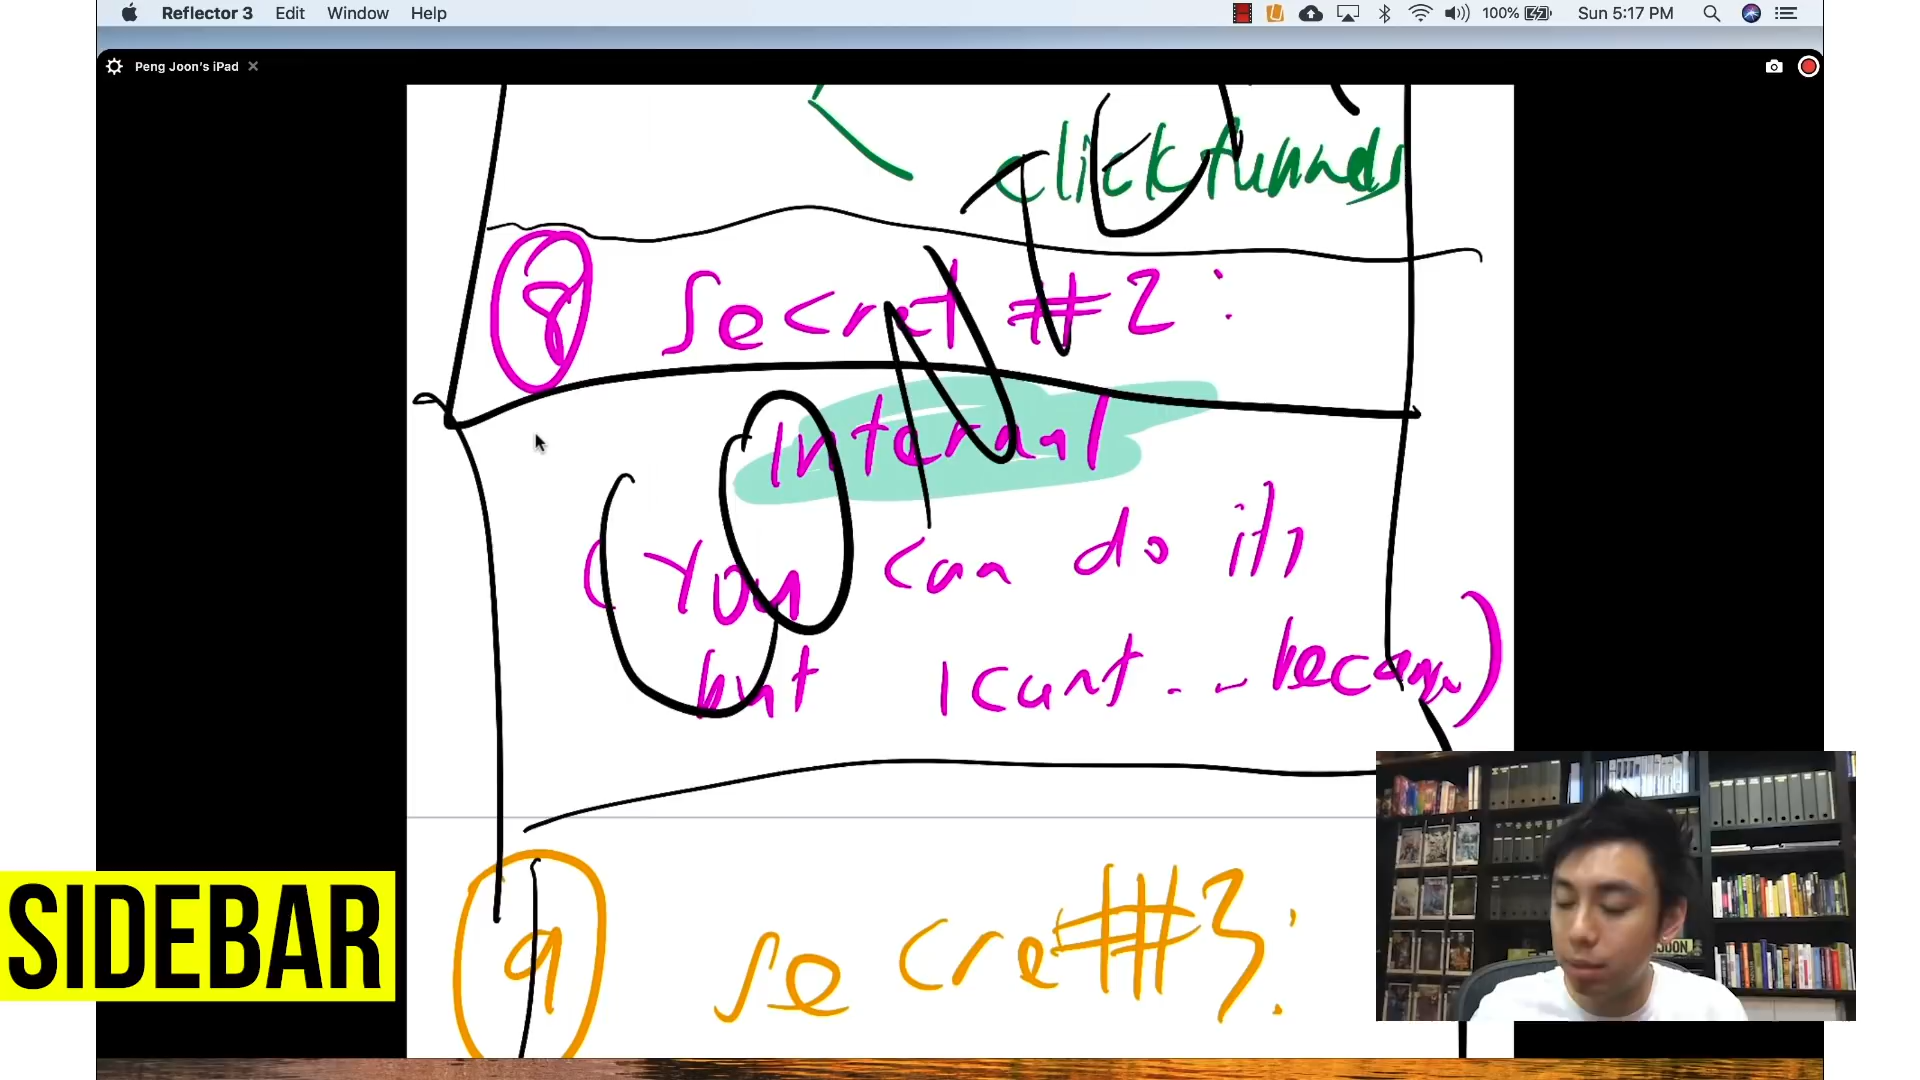 Reflector 3 Edit Window Help 100% Sun 5:17 PM
Peng Joon's iPad
clickfunnels
8 Secret #2:
Internal
(You can do it,
but I can't... because)
9 secret #3:
SIDEBAR
JOON